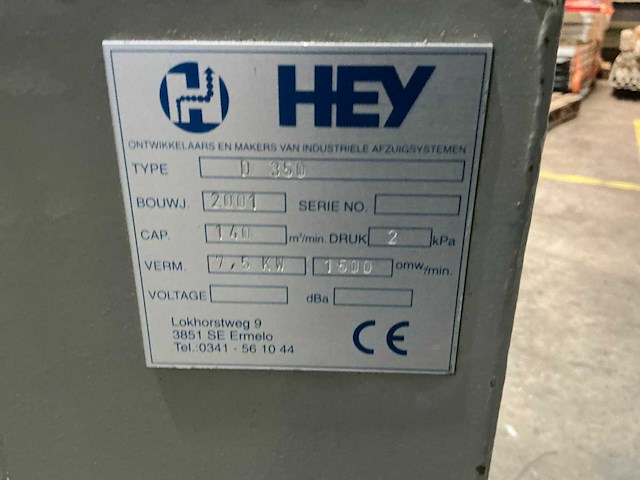 HEY
ONTWIKKELAARS EN MAKERS VAN INDUSTRIELE AFZUIGSYSTEMEN
TYPE D 350
BOUWJ. 2001 SERIE NO.
CAP. 140 m³/min. DRUK 2 kPa
VERM. 7,5 KW 1500 omw/min.
VOLTAGE dBa
Lokhorstweg 9
3851 SE Ermelo
Tel.:0341 - 56 10 44
CE